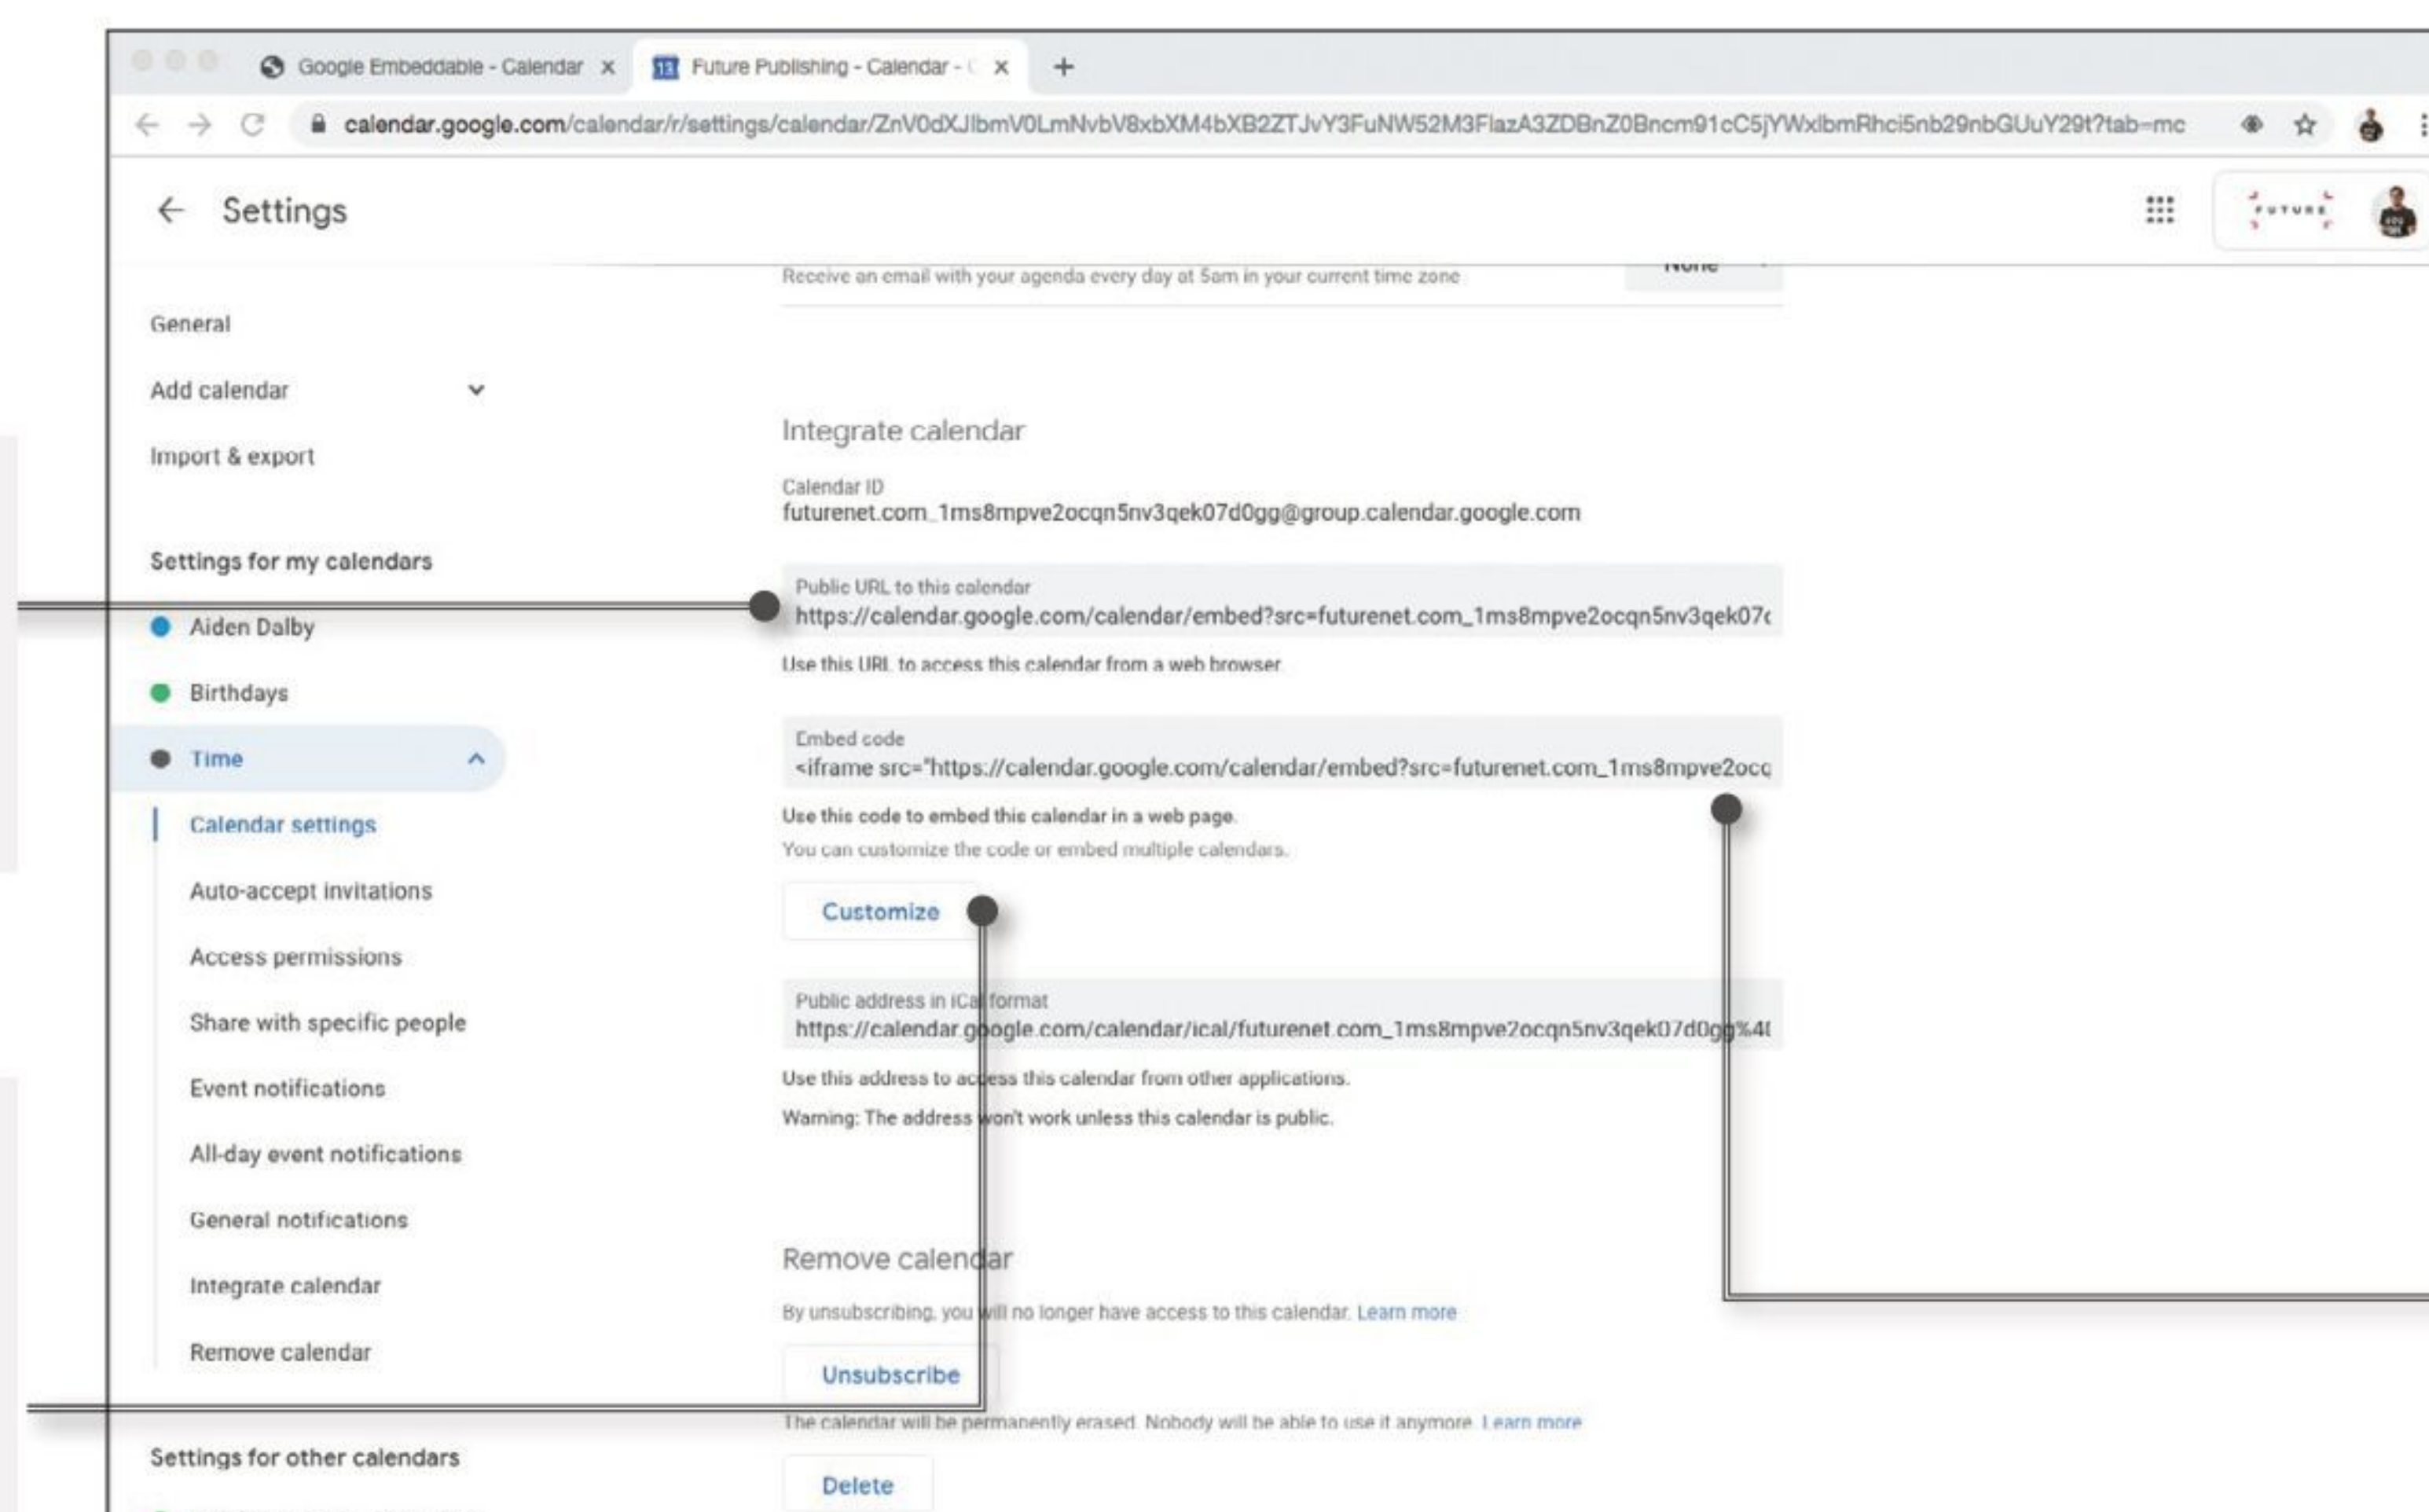 Google Embeddable - Calendar
Future Publishing - Calendar -
calendar.google.com/calendar/r/settings/calendar/ZnV0dXJlbmV0LmNvbV8xbXM4bXB2ZTJvY3FuNW52M3FlazA3ZDBnZ0Bncm91cC5jYWxlbmRhci5nb29nbGUuY29t?tab=mc
Settings
FUTURE
Receive an email with your agenda every day at 5am in your current time zone
None
General
Add calendar
Import & export
Settings for my calendars
Aiden Dalby
Birthdays
Time
Calendar settings
Auto-accept invitations
Access permissions
Share with specific people
Event notifications
All-day event notifications
General notifications
Integrate calendar
Remove calendar
Settings for other calendars
Integrate calendar
Calendar ID
futurenet.com_1ms8mpve2ocqn5nv3qek07d0gg@group.calendar.google.com
Public URL to this calendar
https://calendar.google.com/calendar/embed?src=futurenet.com_1ms8mpve2ocqn5nv3qek07
Use this URL to access this calendar from a web browser.
Embed code
<iframe src="https://calendar.google.com/calendar/embed?src=futurenet.com_1ms8mpve2ocq
Use this code to embed this calendar in a web page.
You can customize the code or embed multiple calendars.
Customize
Public address in iCal format
https://calendar.google.com/calendar/ical/futurenet.com_1ms8mpve2ocqn5nv3qek07d0gg%4
Use this address to access this calendar from other applications.
Warning: The address won't work unless this calendar is public.
Remove calendar
By unsubscribing, you will no longer have access to this calendar. Learn more
Unsubscribe
The calendar will be permanently erased. Nobody will be able to use it anymore. Learn more
Delete